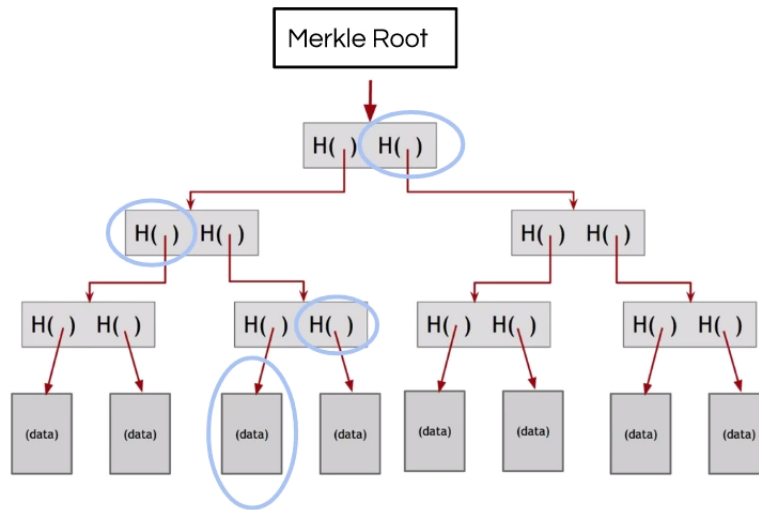 Merkle Root
H( ) H( )
H( ) H( )
H( ) H( )
H( ) H( )
H( ) H( )
H( ) H( )
H( ) H( )
(data)
(data)
(data)
(data)
(data)
(data)
(data)
(data)